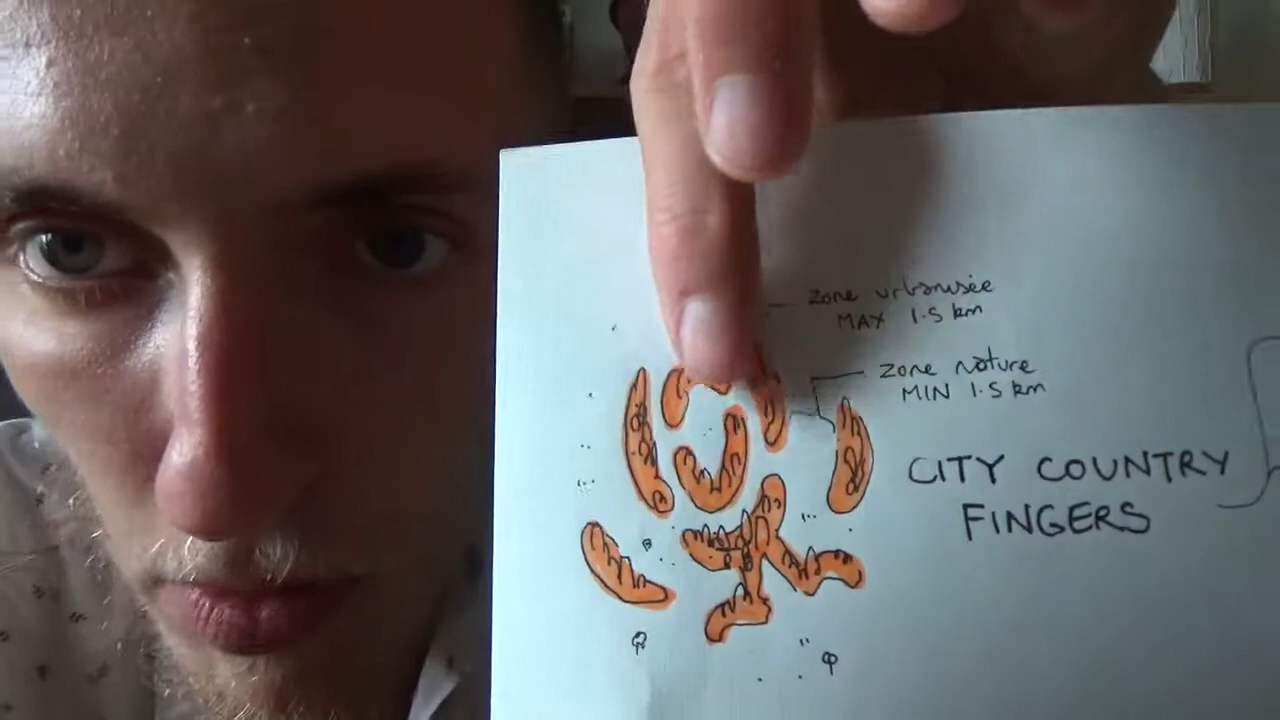 zone urbanisée
MAX 1.5 km
zone nature
MIN 1.5 km
CITY COUNTRY
FINGERS